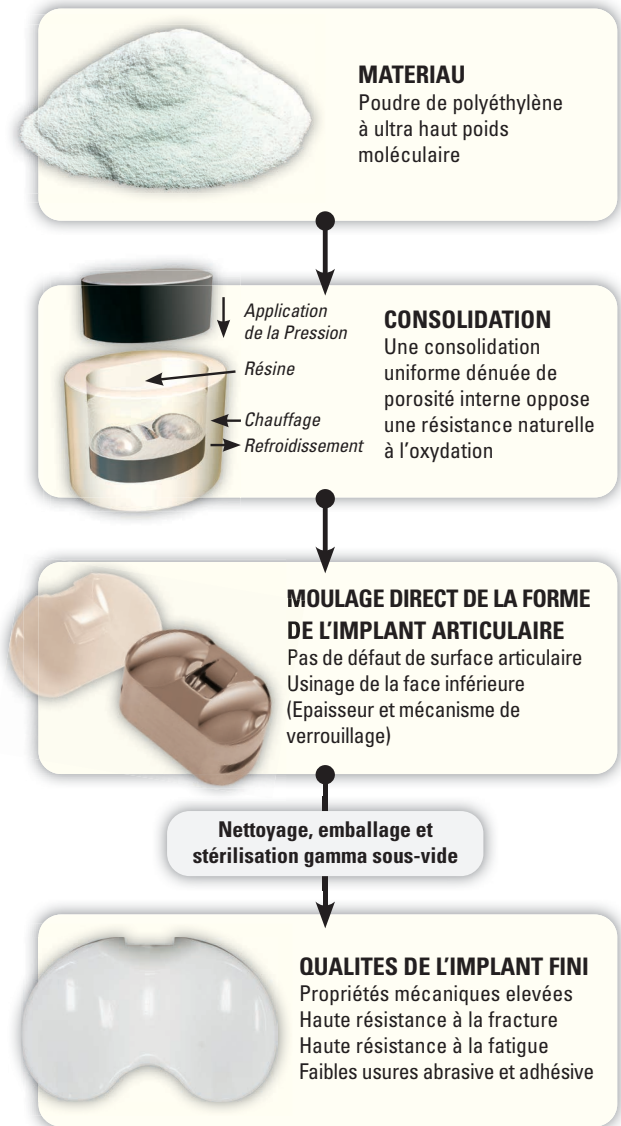 MATERIAU
Poudre de polyéthylène
à ultra haut poids
moléculaire
Application
de la Pression
Résine
Chauffage
Refroidissement
CONSOLIDATION
Une consolidation
uniforme dénuée de
porosité interne oppose
une résistance naturelle
à l’oxydation
MOULAGE DIRECT DE LA FORME
DE L’IMPLANT ARTICULAIRE
Pas de défaut de surface articulaire
Usinage de la face inférieure
(Epaisseur et mécanisme de
verrouillage)
Nettoyage, emballage et
stérilisation gamma sous-vide
QUALITES DE L’IMPLANT FINI
Propriétés mécaniques elevées
Haute résistance à la fracture
Haute résistance à la fatigue
Faibles usures abrasive et adhésive